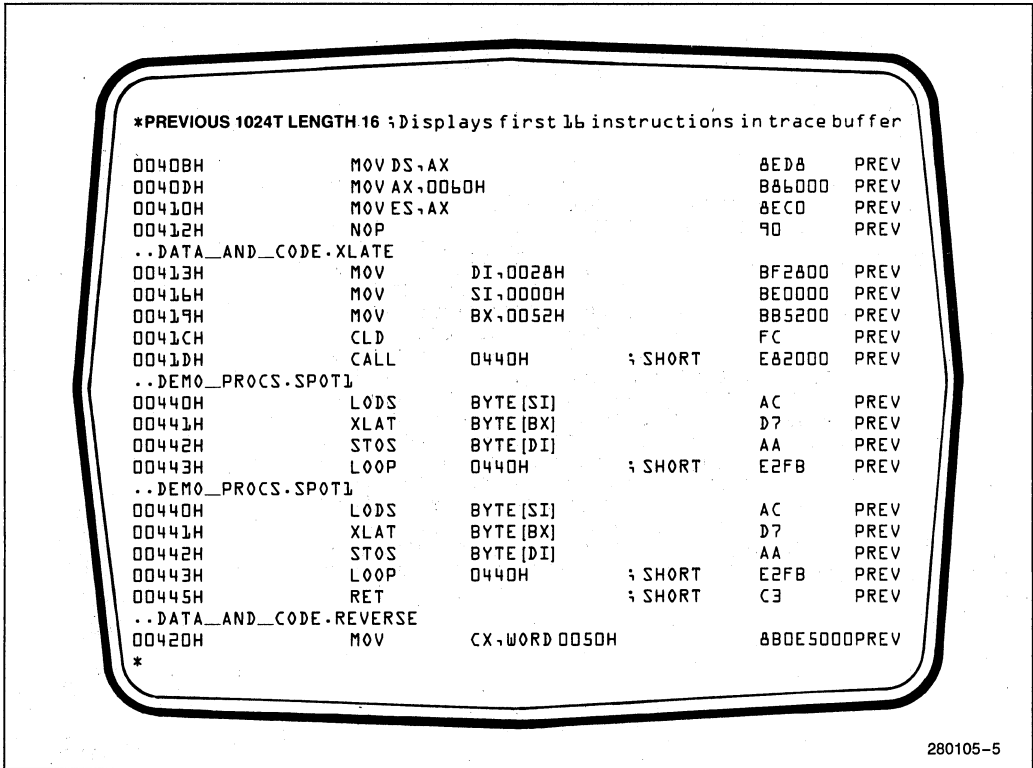 *PREVIOUS 1024T LENGTH 16 ;Displays first 16 instructions in trace buffer
0040BH MOV DS,AX 8ED8 PREV
0040DH MOV AX,0060H B86000 PREV
00410H MOV ES,AX 8EC0 PREV
00412H NOP 90 PREV
..DATA__AND__CODE.XLATE
00413H MOV DI,0028H BF2800 PREV
00416H MOV SI,0000H BE0000 PREV
00419H MOV BX,0052H BB5200 PREV
0041CH CLD FC PREV
0041DH CALL 0440H ; SHORT E82000 PREV
..DEMO__PROCS.SPOT1
00440H LODS BYTE [SI] AC PREV
00441H XLAT BYTE [BX] D7 PREV
00442H STOS BYTE [DI] AA PREV
00443H LOOP 0440H ; SHORT E2FB PREV
..DEMO__PROCS.SPOT1
00440H LODS BYTE [SI] AC PREV
00441H XLAT BYTE [BX] D7 PREV
00442H STOS BYTE [DI] AA PREV
00443H LOOP 0440H ; SHORT E2FB PREV
00445H RET ; SHORT C3 PREV
..DATA__AND__CODE.REVERSE
00420H MOV CX,WORD 0050H 8B0E5000PREV
*
280105-5